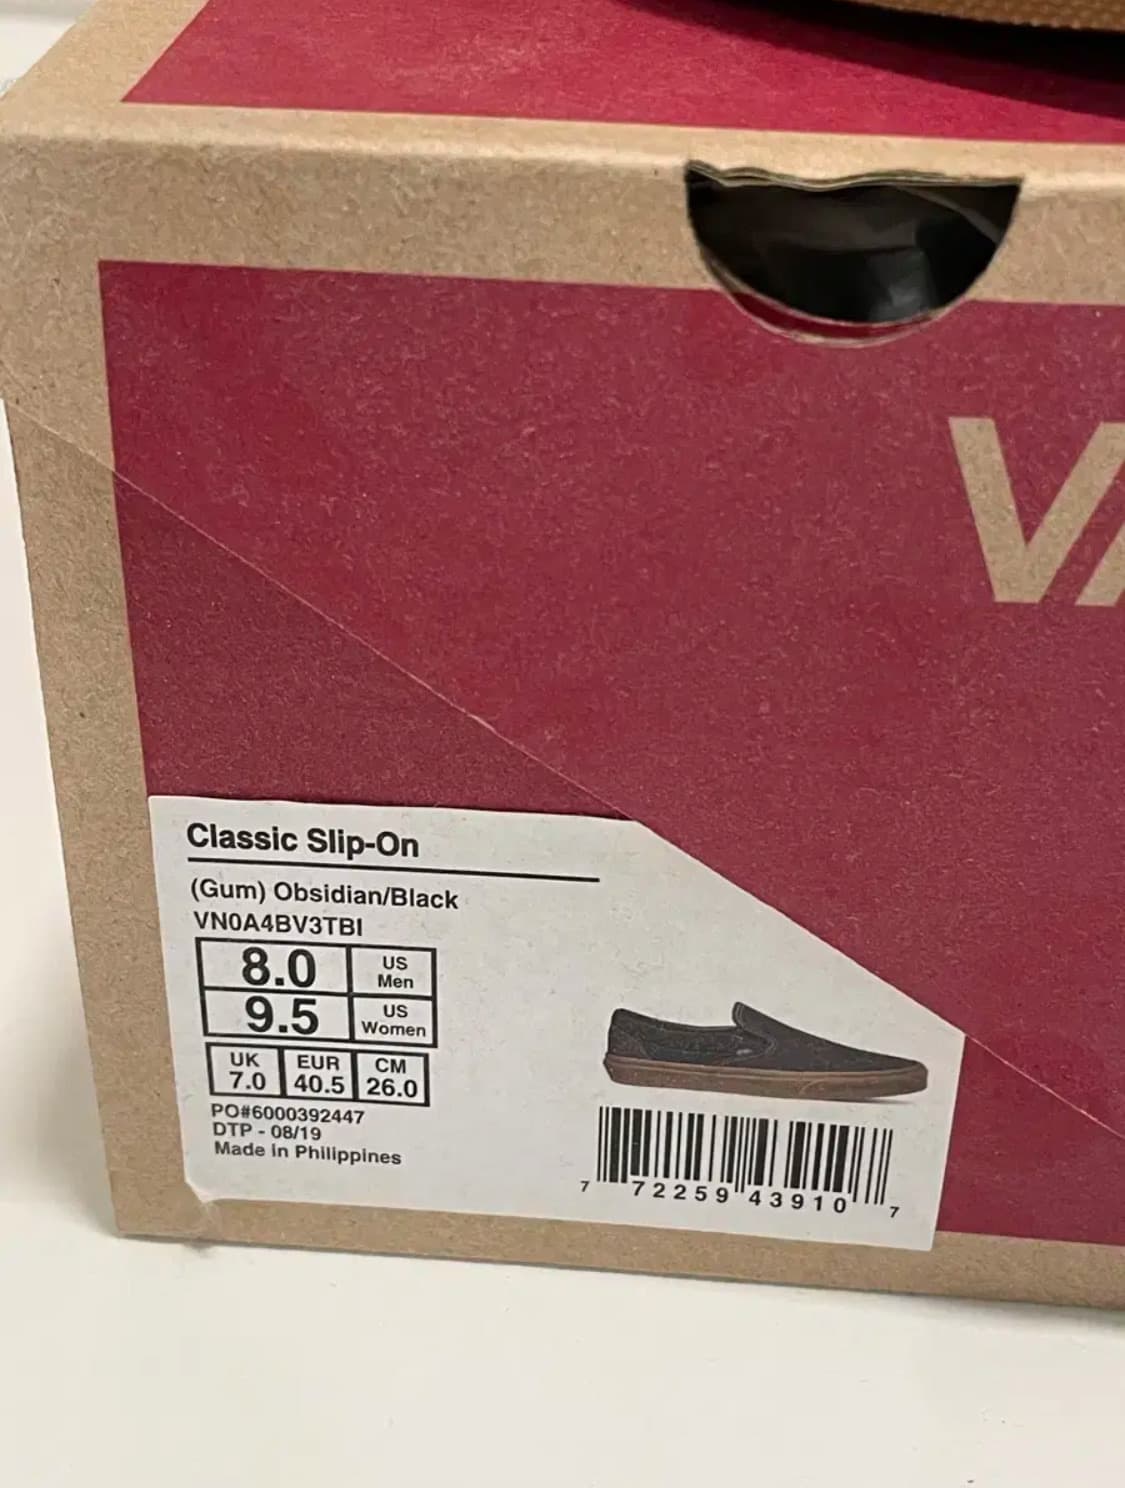 VA
Classic Slip-On
(Gum) Obsidian/Black
VN0A4BV3TBI
8.0 US Men
9.5 US Women
UK EUR CM
7.0 40.5 26.0
PO#6000392447
DTP - 08/19
Made in Philippines
7 72259 43910 7